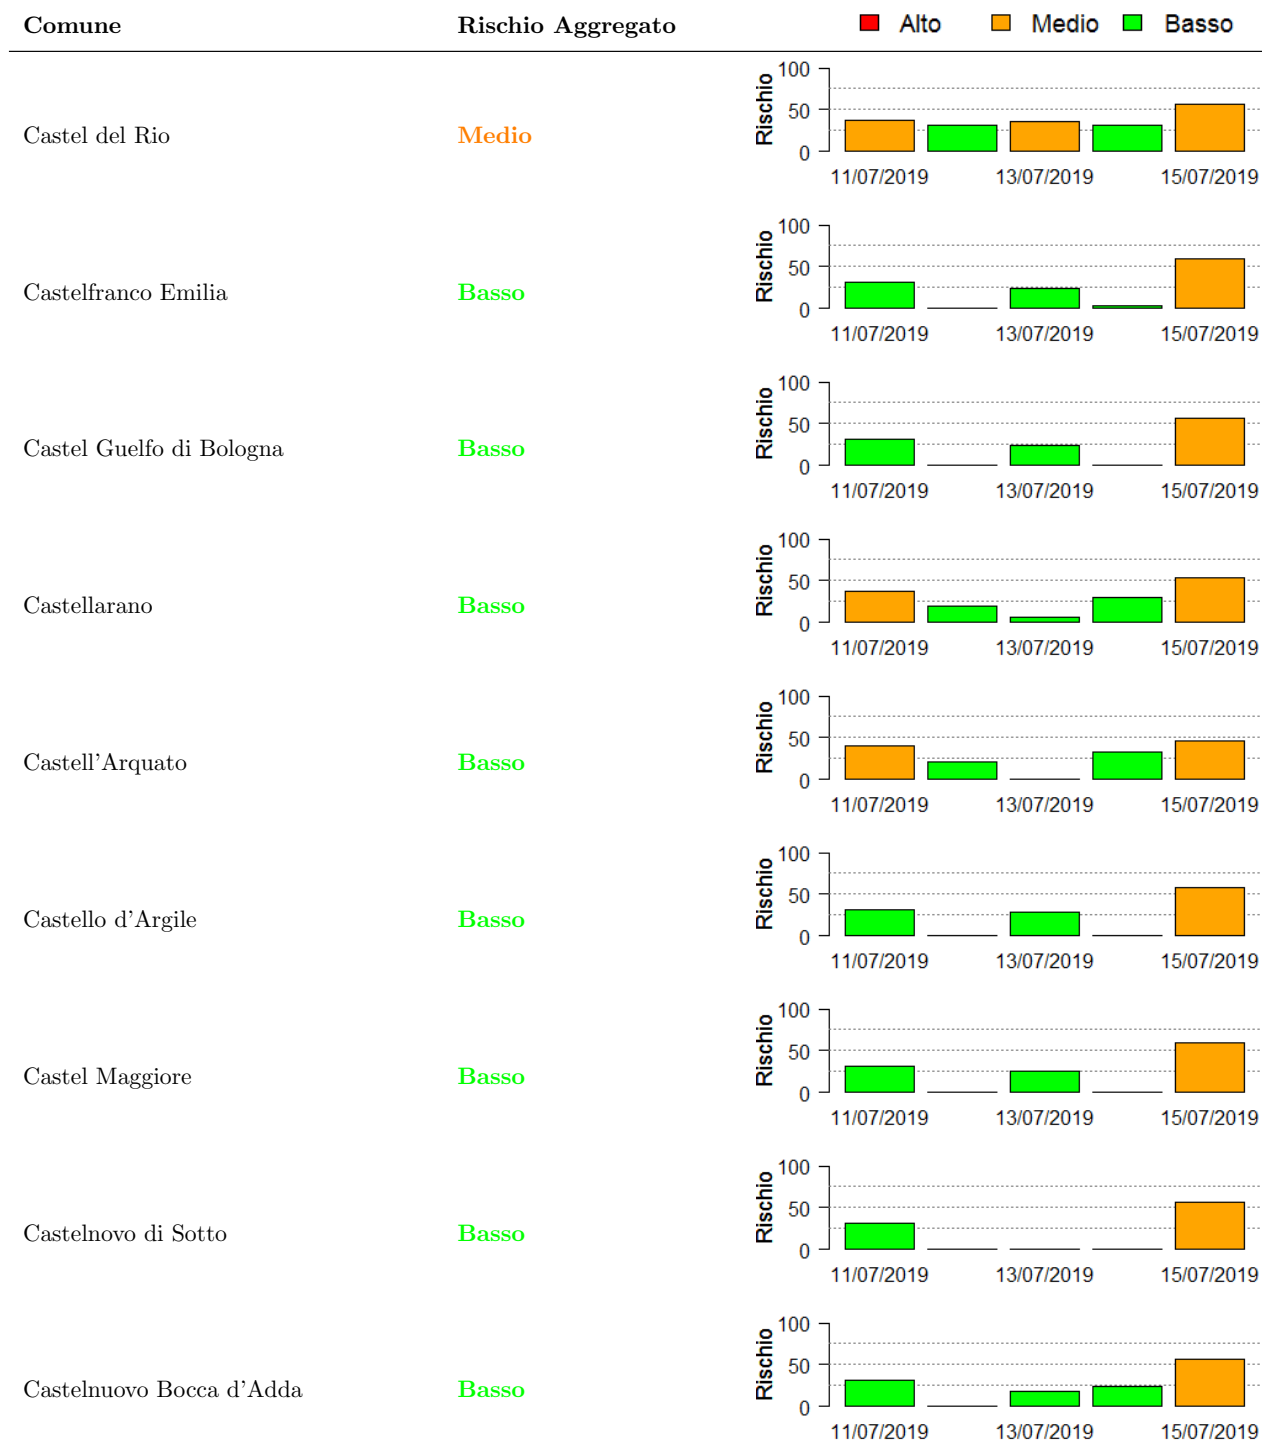 Comune Rischio Aggregato Alto Medio Basso
Castel del Rio Medio
Rischio
100
50
0
11/07/2019 13/07/2019 15/07/2019
Castelfranco Emilia Basso
Rischio
100
50
0
11/07/2019 13/07/2019 15/07/2019
Castel Guelfo di Bologna Basso
Rischio
100
50
0
11/07/2019 13/07/2019 15/07/2019
Castellarano Basso
Rischio
100
50
0
11/07/2019 13/07/2019 15/07/2019
Castell'Arquato Basso
Rischio
100
50
0
11/07/2019 13/07/2019 15/07/2019
Castello d'Argile Basso
Rischio
100
50
0
11/07/2019 13/07/2019 15/07/2019
Castel Maggiore Basso
Rischio
100
50
0
11/07/2019 13/07/2019 15/07/2019
Castelnovo di Sotto Basso
Rischio
100
50
0
11/07/2019 13/07/2019 15/07/2019
Castelnuovo Bocca d'Adda Basso
Rischio
100
50
0
11/07/2019 13/07/2019 15/07/2019